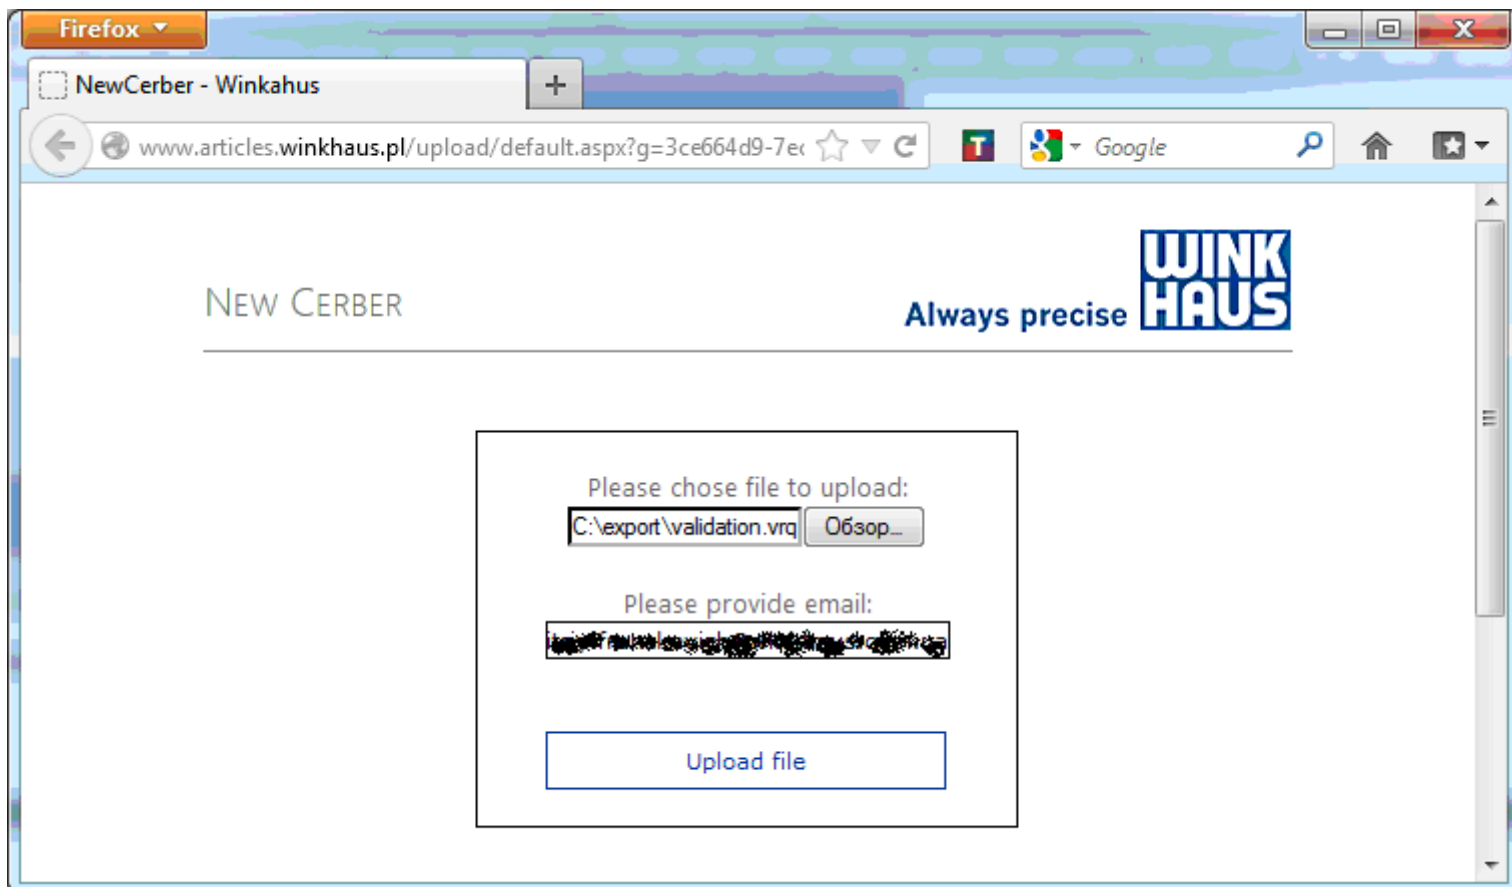 Firefox
NewCerber - Winkahus
www.articles.winkhaus.pl/upload/default.aspx?g=3ce664d9-7ec
T
Google
NEW CERBER
Always precise
WINK
HAUS
Please chose file to upload:
C:\export\validation.vrq
Обзор...
Please provide email:
Upload file